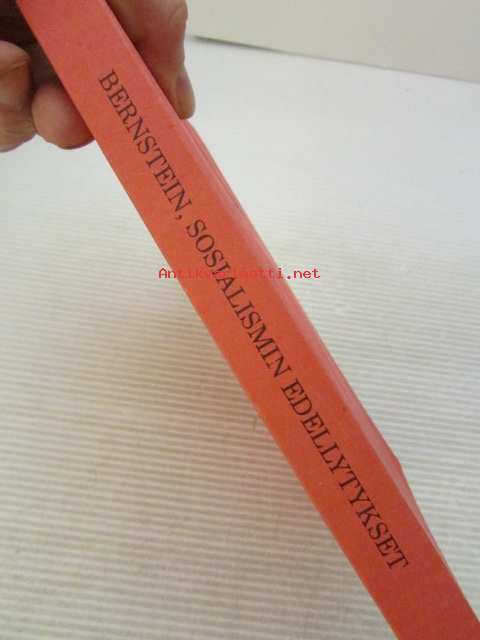 BERNSTEIN, SOSIALISMIN EDELLYTYKSET
Antikvariaatti.net